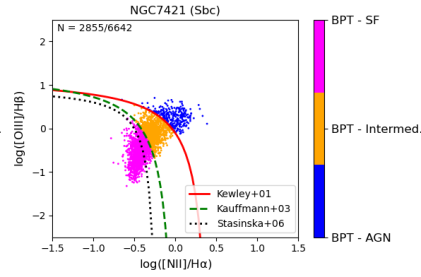 NGC7421 (Sbc)
N = 2855/6642
log([OIII]/Hβ)
2
1
0
−1
−2
−1.5
−1.0
−0.5
0.0
0.5
1.0
1.5
log([NII]/Hα)
Kewley+01
Kauffmann+03
Stasinska+06
BPT - SF
BPT - Intermed.
BPT - AGN